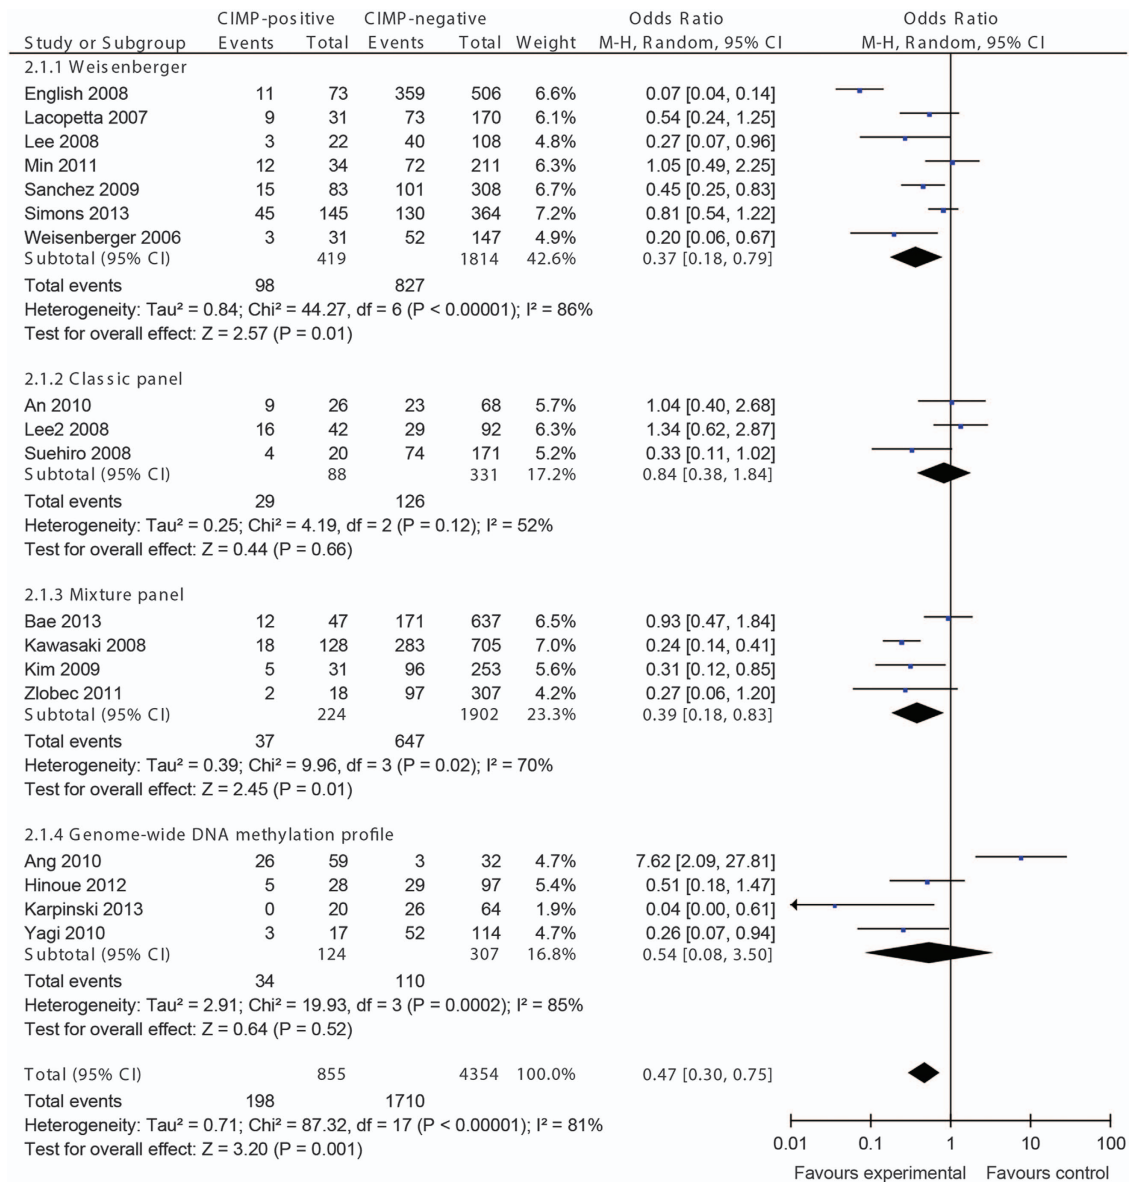 CIMP-positive CIMP-negative Odds Ratio Odds Ratio
Study or Subgroup Events Total Events Total Weight M-H, Random, 95% CI M-H, Random, 95% CI
2.1.1 Weisenberger
English 2008 11 73 359 506 6.6% 0.07 [0.04, 0.14]
Lacopetta 2007 9 31 73 170 6.1% 0.54 [0.24, 1.25]
Lee 2008 3 22 40 108 4.8% 0.27 [0.07, 0.96]
Min 2011 12 34 72 211 6.3% 1.05 [0.49, 2.25]
Sanchez 2009 15 83 101 308 6.7% 0.45 [0.25, 0.83]
Simons 2013 45 145 130 364 7.2% 0.81 [0.54, 1.22]
Weisenberger 2006 3 31 52 147 4.9% 0.20 [0.06, 0.67]
Subtotal (95% CI) 419 1814 42.6% 0.37 [0.18, 0.79]
Total events 98 827
Heterogeneity: Tau² = 0.84; Chi² = 44.27, df = 6 (P < 0.00001); I² = 86%
Test for overall effect: Z = 2.57 (P = 0.01)
2.1.2 Classic panel
An 2010 9 26 23 68 5.7% 1.04 [0.40, 2.68]
Lee2 2008 16 42 29 92 6.3% 1.34 [0.62, 2.87]
Suehiro 2008 4 20 74 171 5.2% 0.33 [0.11, 1.02]
Subtotal (95% CI) 88 331 17.2% 0.84 [0.38, 1.84]
Total events 29 126
Heterogeneity: Tau² = 0.25; Chi² = 4.19, df = 2 (P = 0.12); I² = 52%
Test for overall effect: Z = 0.44 (P = 0.66)
2.1.3 Mixture panel
Bae 2013 12 47 171 637 6.5% 0.93 [0.47, 1.84]
Kawasaki 2008 18 128 283 705 7.0% 0.24 [0.14, 0.41]
Kim 2009 5 31 96 253 5.6% 0.31 [0.12, 0.85]
Zlobec 2011 2 18 97 307 4.2% 0.27 [0.06, 1.20]
Subtotal (95% CI) 224 1902 23.3% 0.39 [0.18, 0.83]
Total events 37 647
Heterogeneity: Tau² = 0.39; Chi² = 9.96, df = 3 (P = 0.02); I² = 70%
Test for overall effect: Z = 2.45 (P = 0.01)
2.1.4 Genome-wide DNA methylation profile
Ang 2010 26 59 3 32 4.7% 7.62 [2.09, 27.81]
Hinoue 2012 5 28 29 97 5.4% 0.51 [0.18, 1.47]
Karpinski 2013 0 20 26 64 1.9% 0.04 [0.00, 0.61]
Yagi 2010 3 17 52 114 4.7% 0.26 [0.07, 0.94]
Subtotal (95% CI) 124 307 16.8% 0.54 [0.08, 3.50]
Total events 34 110
Heterogeneity: Tau² = 2.91; Chi² = 19.93, df = 3 (P = 0.0002); I² = 85%
Test for overall effect: Z = 0.64 (P = 0.52)
Total (95% CI) 855 4354 100.0% 0.47 [0.30, 0.75]
Total events 198 1710
Heterogeneity: Tau² = 0.71; Chi² = 87.32, df = 17 (P < 0.00001); I² = 81%
Test for overall effect: Z = 3.20 (P = 0.001)
0.01 0.1 1 10 100
Favours experimental Favours control